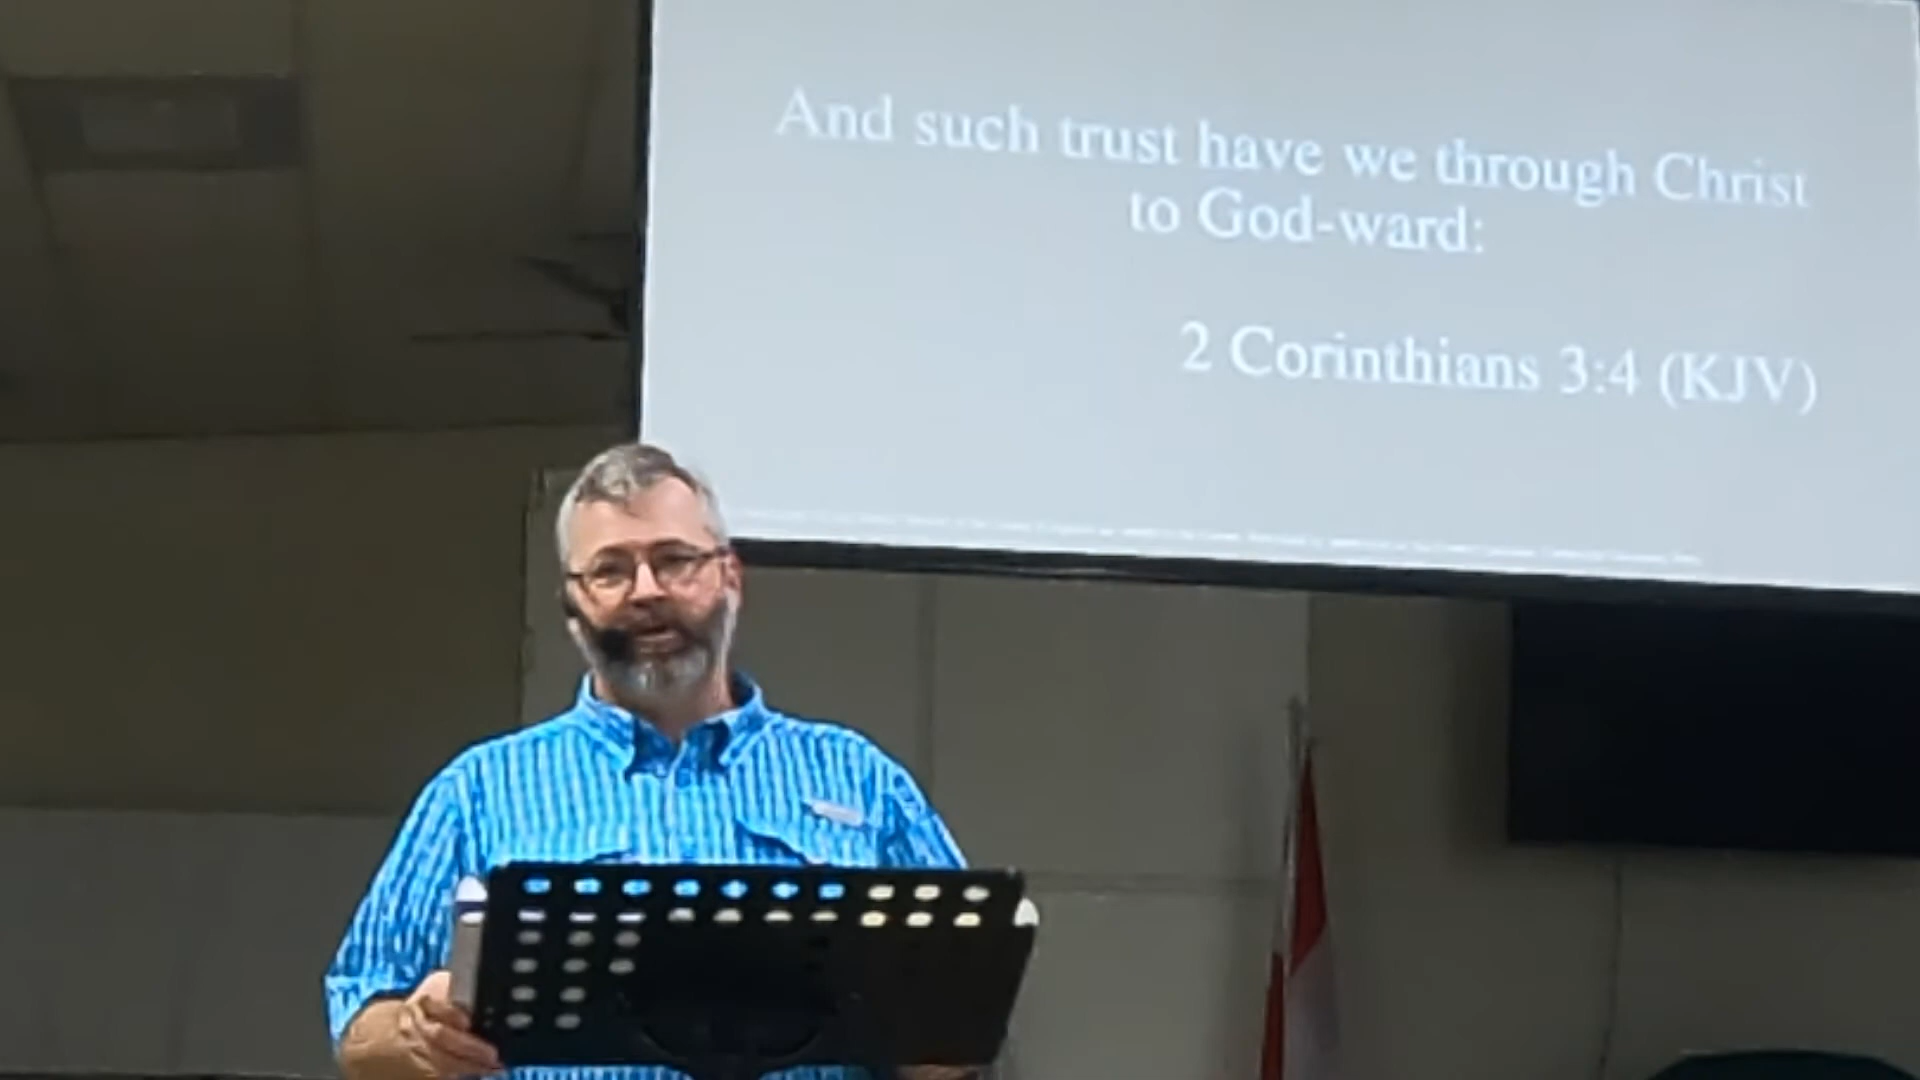 And such trust have we through Christ
to God-ward:
2 Corinthians 3:4 (KJV)